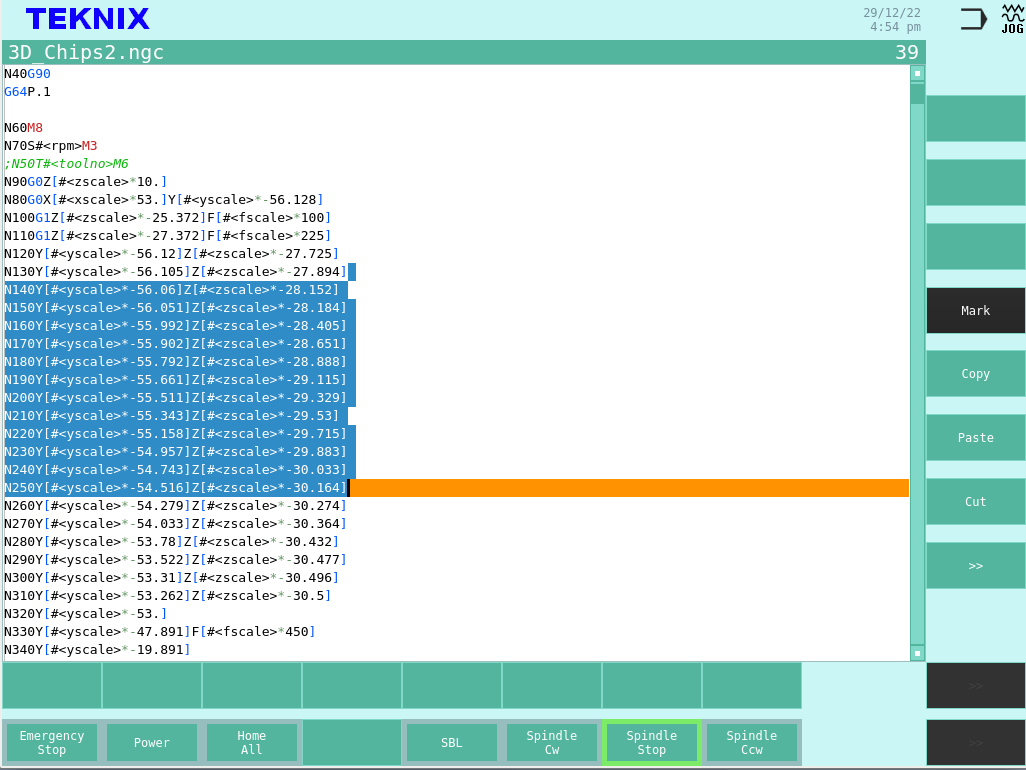 TEKNIX
29/12/22
4:54 pm
JOG
3D_Chips2.ngc 39
N40G90
G64P.1
N60M8
N70S#<rpm>M3
;N50T#<toolno>M6
N90G0Z[#<zscale>*10.]
N80G0X[#<xscale>*53.]Y[#<yscale>*-56.128]
N100G1Z[#<zscale>*-25.372]F[#<fscale>*100]
N110G1Z[#<zscale>*-27.372]F[#<fscale>*225]
N120Y[#<yscale>*-56.12]Z[#<zscale>*-27.725]
N130Y[#<yscale>*-56.105]Z[#<zscale>*-27.894]
N140Y[#<yscale>*-56.06]Z[#<zscale>*-28.152]
N150Y[#<yscale>*-56.051]Z[#<zscale>*-28.184]
N160Y[#<yscale>*-55.992]Z[#<zscale>*-28.405]
N170Y[#<yscale>*-55.902]Z[#<zscale>*-28.651]
N180Y[#<yscale>*-55.792]Z[#<zscale>*-28.888]
N190Y[#<yscale>*-55.661]Z[#<zscale>*-29.115]
N200Y[#<yscale>*-55.511]Z[#<zscale>*-29.329]
N210Y[#<yscale>*-55.343]Z[#<zscale>*-29.53]
N220Y[#<yscale>*-55.158]Z[#<zscale>*-29.715]
N230Y[#<yscale>*-54.957]Z[#<zscale>*-29.883]
N240Y[#<yscale>*-54.743]Z[#<zscale>*-30.033]
N250Y[#<yscale>*-54.516]Z[#<zscale>*-30.164]
N260Y[#<yscale>*-54.279]Z[#<zscale>*-30.274]
N270Y[#<yscale>*-54.033]Z[#<zscale>*-30.364]
N280Y[#<yscale>*-53.78]Z[#<zscale>*-30.432]
N290Y[#<yscale>*-53.522]Z[#<zscale>*-30.477]
N300Y[#<yscale>*-53.31]Z[#<zscale>*-30.496]
N310Y[#<yscale>*-53.262]Z[#<zscale>*-30.5]
N320Y[#<yscale>*-53.]
N330Y[#<yscale>*-47.891]F[#<fscale>*450]
N340Y[#<yscale>*-19.891]
Mark
Copy
Paste
Cut
>>
>>
Emergency
Stop
Power
Home
All
SBL
Spindle
Cw
Spindle
Stop
Spindle
Ccw
>>